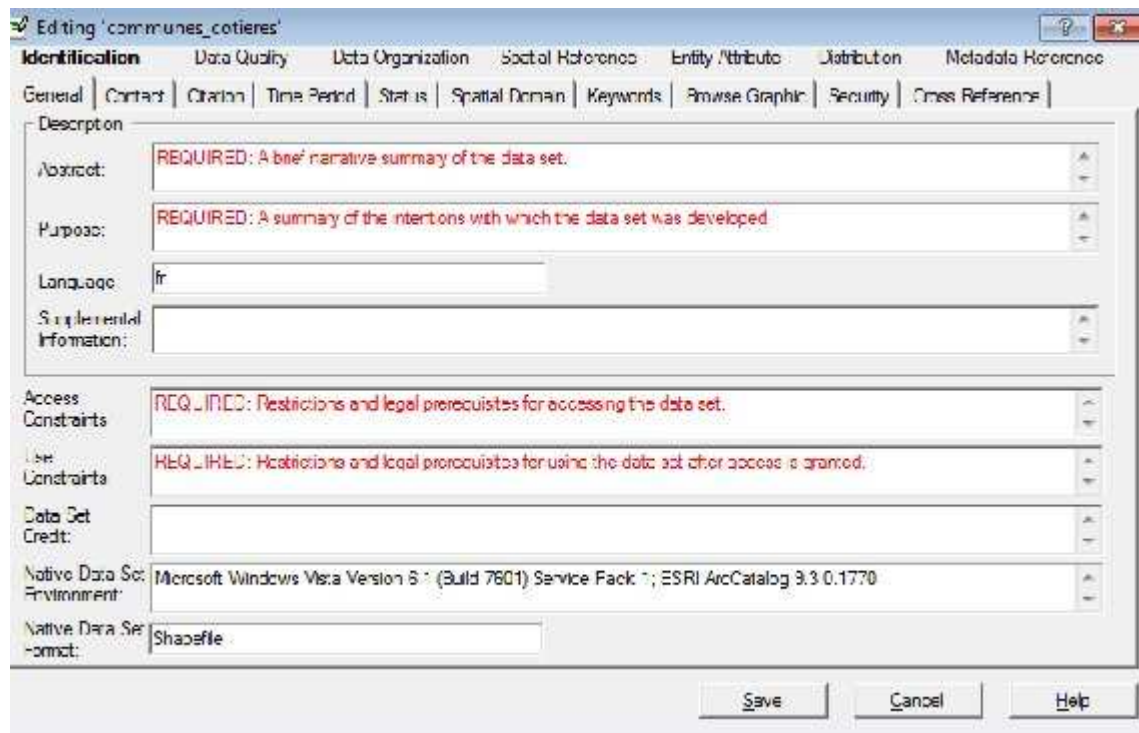 Editing 'communes_cotieres'
Identification Data Quality Data Organization Spatial Reference Entity Attribute Distribution Metadata Reference
General Contact Citation Time Period Status Spatial Domain Keywords Browse Graphic Security Cross Reference
Description
Abstract: REQUIRED: A brief narrative summary of the data set.
Purpose: REQUIRED: A summary of the intentions with which the data set was developed
Language fr
Supplemental
Information:
Access
Constraints REQUIRED: Restrictions and legal prerequisites for accessing the data set.
Use
Constraints REQUIRED: Restrictions and legal prerequisites for using the data set after access is granted.
Data Set
Credit:
Native Data Set
Environment: Microsoft Windows Vista Version 6.1 (Build 7601) Service Pack 1; ESRI ArcCatalog 9.3.0.1770
Native Data Set
Format: Shapefile
Save Cancel Help